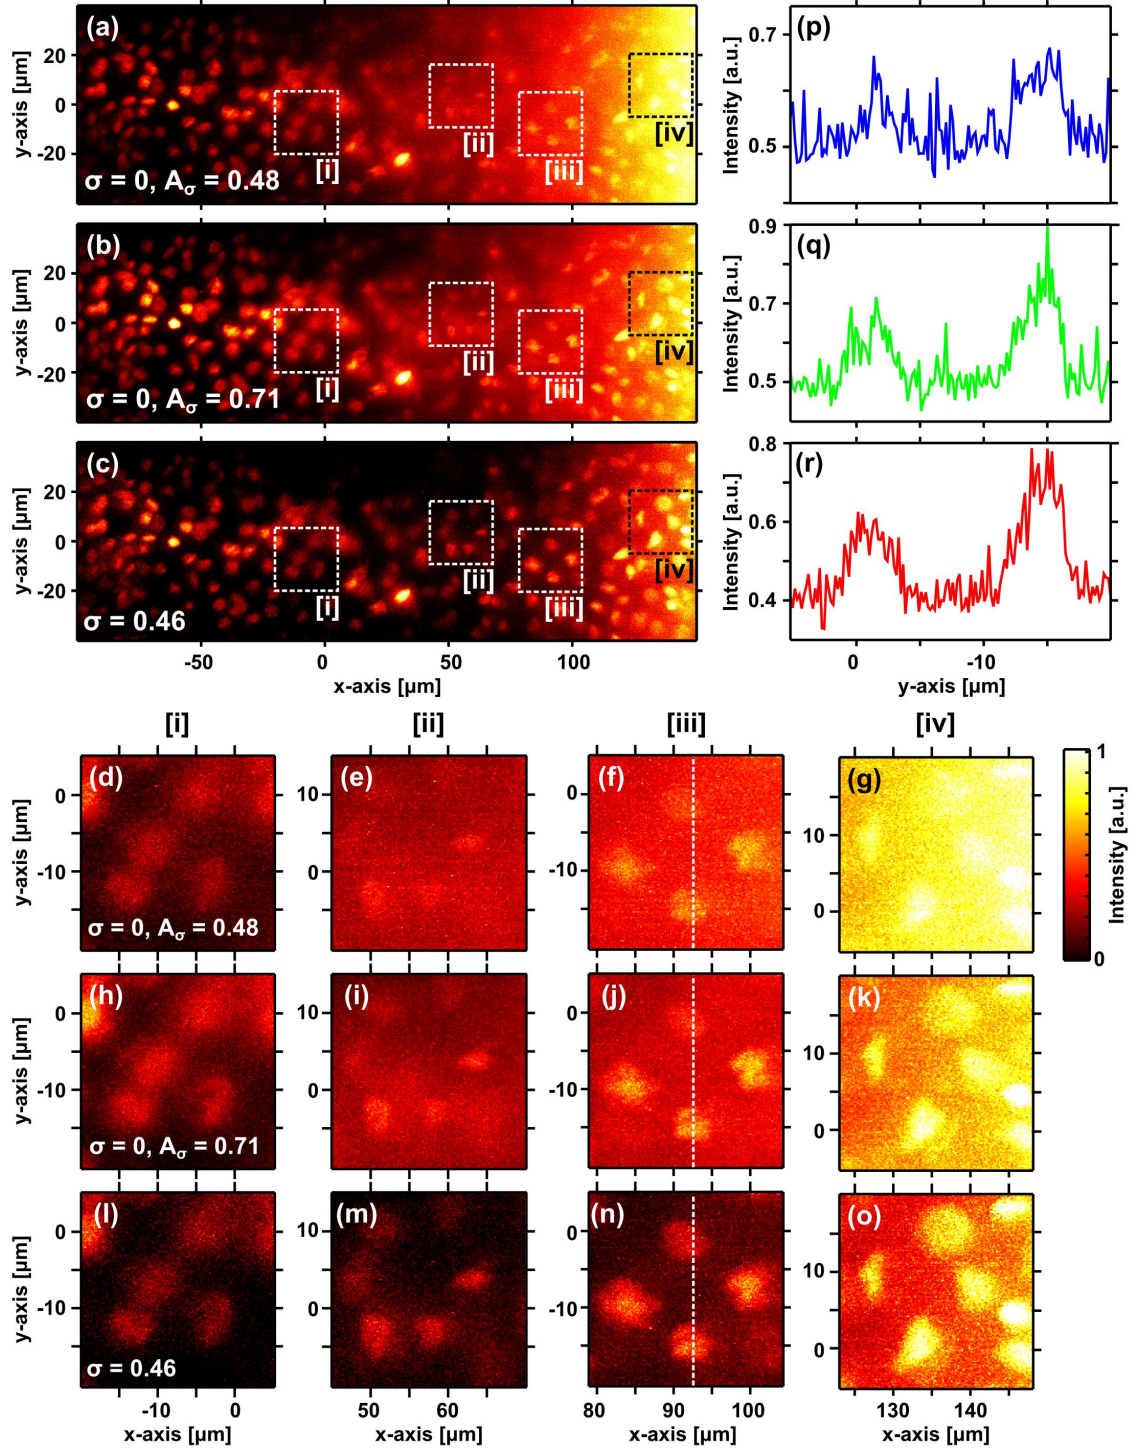 (a)
y-axis [µm]
20
0
-20
[i]
[ii]
[iii]
[iv]
σ = 0, Aσ = 0.48
(b)
y-axis [µm]
20
0
-20
[i]
[ii]
[iii]
[iv]
σ = 0, Aσ = 0.71
(c)
y-axis [µm]
20
0
-20
[i]
[ii]
[iii]
[iv]
σ = 0.46
-50 0 50 100
x-axis [µm]
(p)
Intensity [a.u.]
0.7
0.5
(q)
Intensity [a.u.]
0.9
0.7
0.5
(r)
Intensity [a.u.]
0.8
0.6
0.4
0 -10
y-axis [µm]
[i] [ii] [iii] [iv]
(d)
y-axis [µm]
0
-10
σ = 0, Aσ = 0.48
(e)
10
0
(f)
0
-10
(g)
10
0
1
Intensity [a.u.]
0
(h)
y-axis [µm]
0
-10
σ = 0, Aσ = 0.71
(i)
10
0
(j)
0
-10
(k)
10
0
(l)
y-axis [µm]
0
-10
σ = 0.46
(m)
10
0
(n)
0
-10
(o)
10
0
-10 0
x-axis [µm]
50 60
x-axis [µm]
80 90 100
x-axis [µm]
130 140
x-axis [µm]